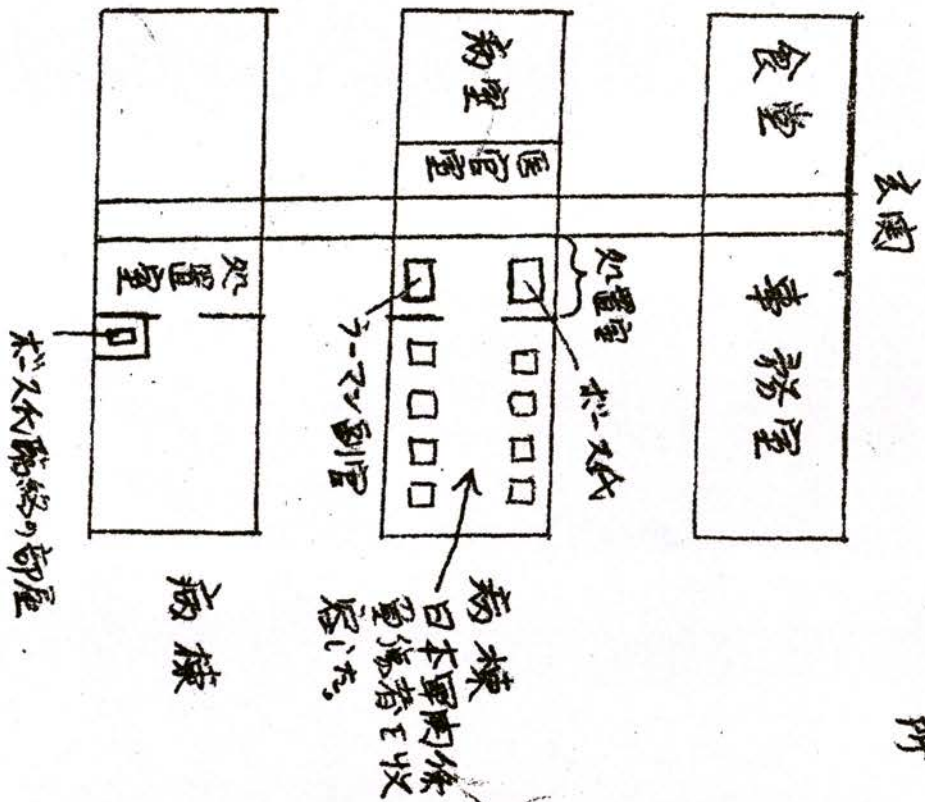 食堂
玄関
事務室
病室
医官室
処置室
ボース氏
ラーマン副官
病棟
日本軍関係
重傷者を収
容した。
処置室
ボース氏臨終の部屋
病棟
所